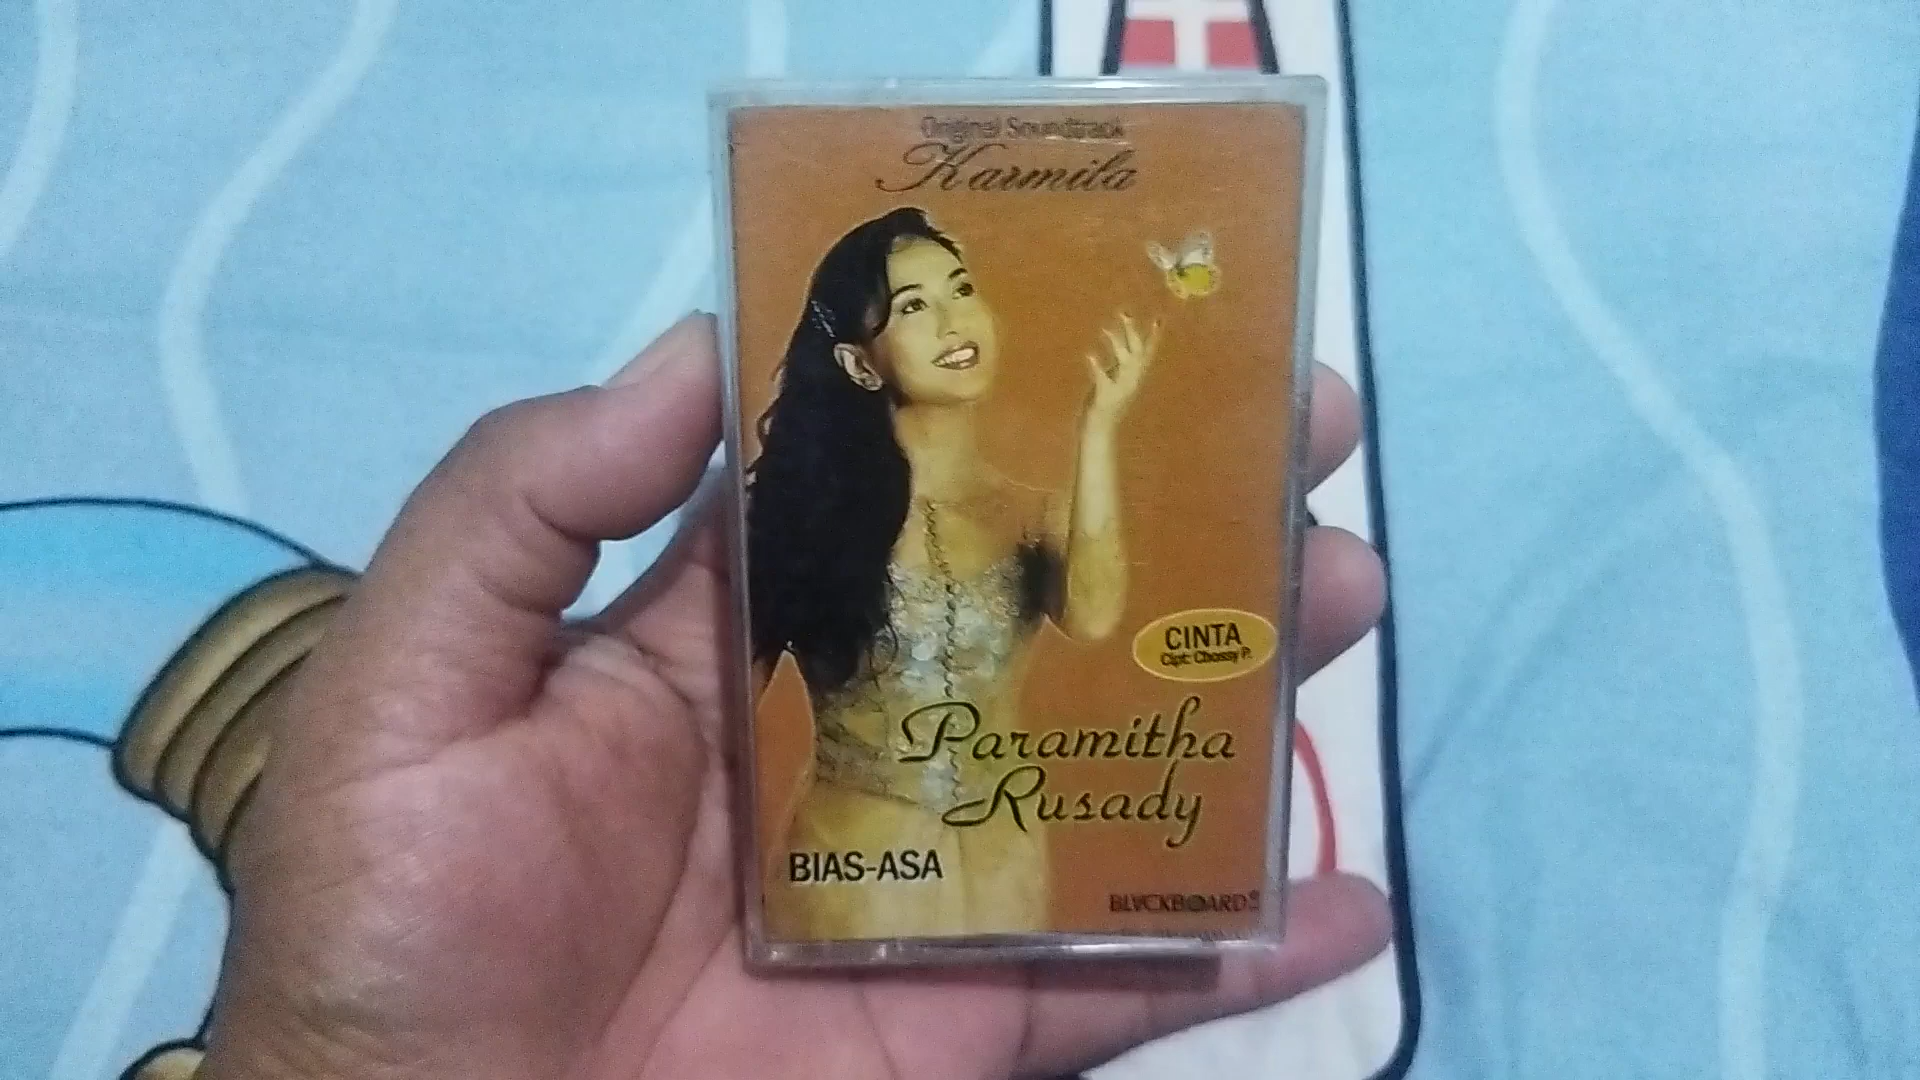 Original Soundtrack
Karmila
CINTA
Cipt: Chossy P.
Paramitha
Rusady
BIAS-ASA
BLVCKBOARD